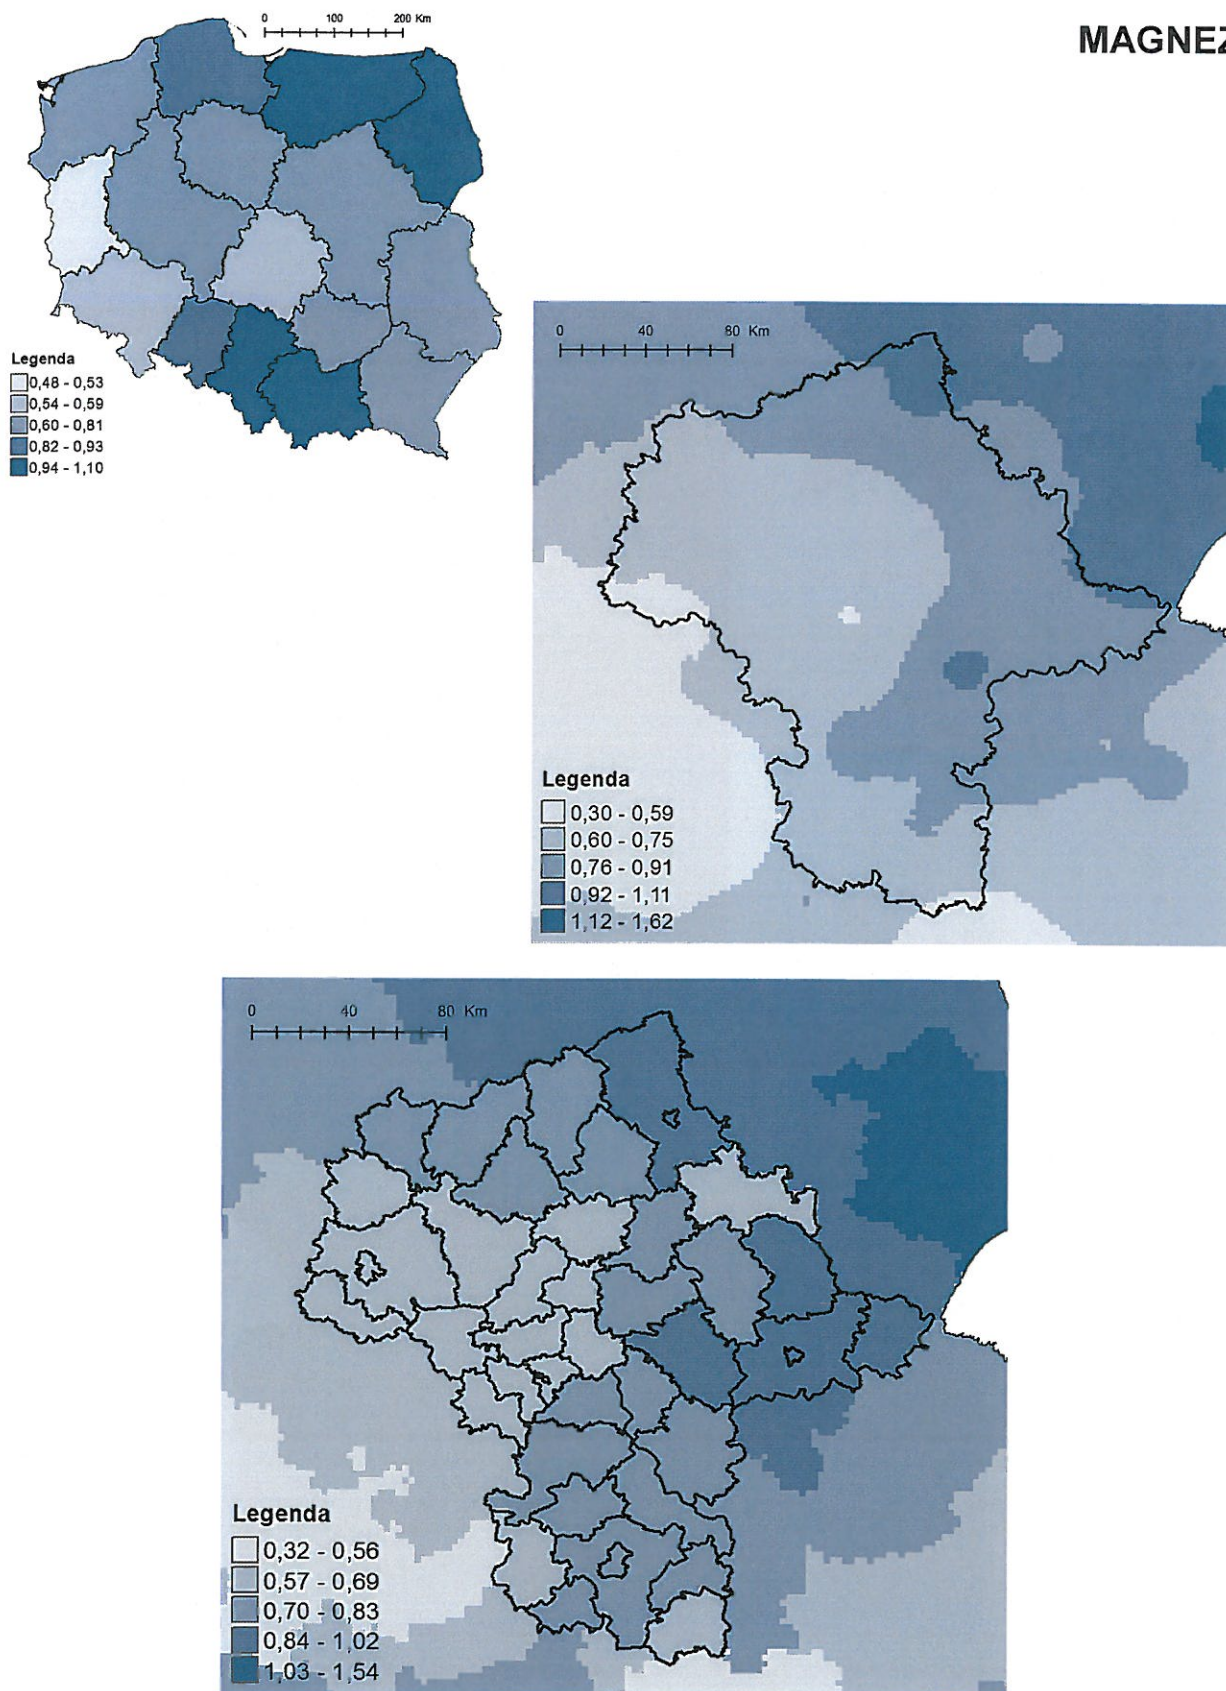 0 100 200 Km
MAGNEZ
Legenda
0,48 - 0,53
0,54 - 0,59
0,60 - 0,81
0,82 - 0,93
0,94 - 1,10
0 40 80 Km
Legenda
0,30 - 0,59
0,60 - 0,75
0,76 - 0,91
0,92 - 1,11
1,12 - 1,62
0 40 80 Km
Legenda
0,32 - 0,56
0,57 - 0,69
0,70 - 0,83
0,84 - 1,02
1,03 - 1,54